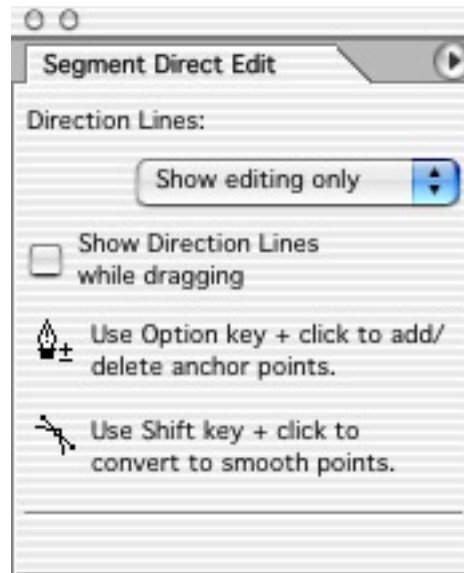 Segment Direct Edit
Direction Lines:
Show editing only
Show Direction Lines
while dragging
Use Option key + click to add/
delete anchor points.
Use Shift key + click to
convert to smooth points.